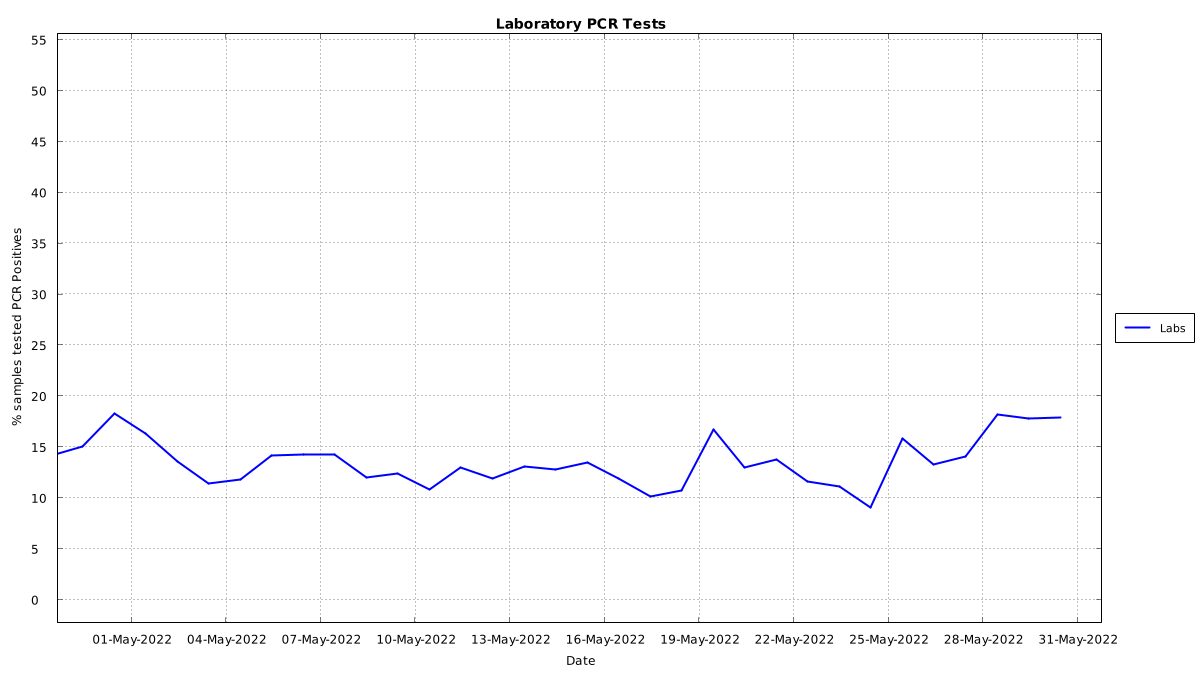 Laboratory PCR Tests
55
50
45
40
35
30
25
20
15
10
5
0
% samples tested PCR Positives
01-May-2022 04-May-2022 07-May-2022 10-May-2022 13-May-2022 16-May-2022 19-May-2022 22-May-2022 25-May-2022 28-May-2022 31-May-2022
Date
Labs